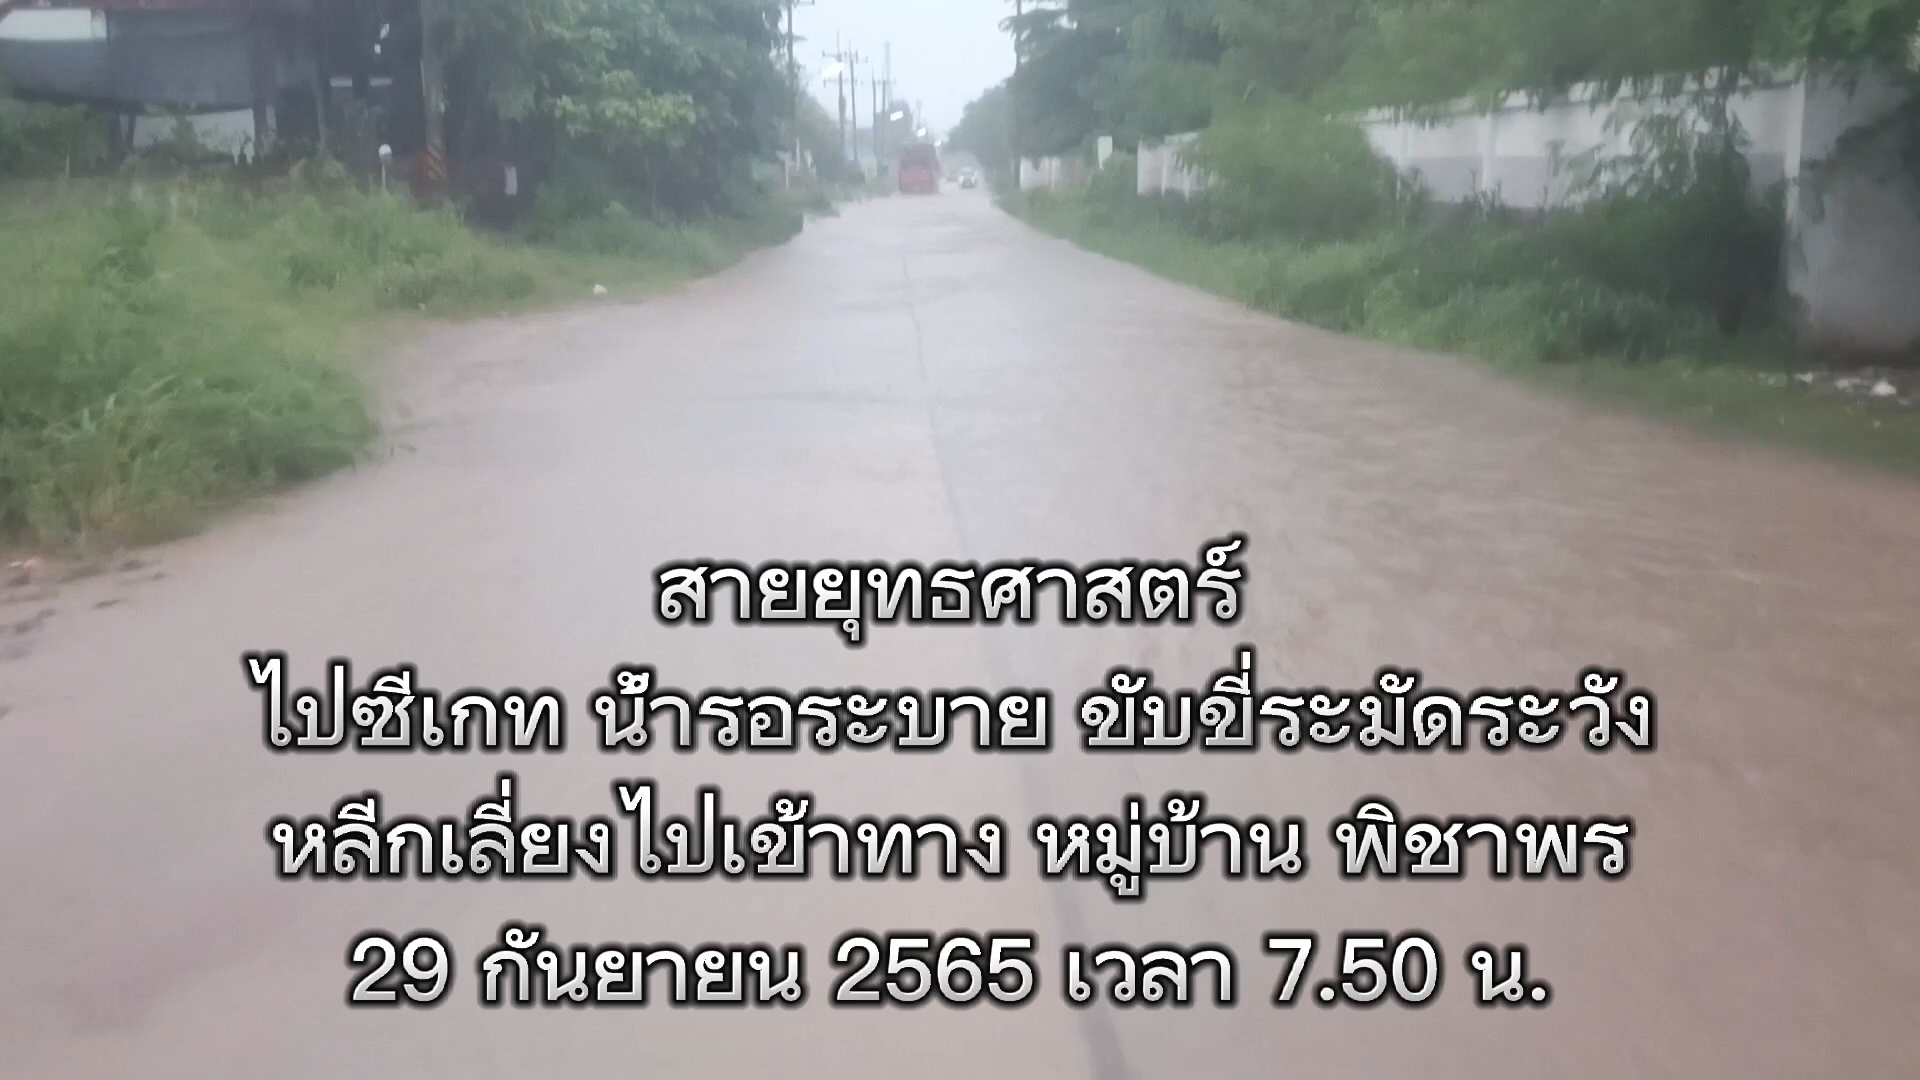 สายยุทธศาสตร์
ไปซีเกท น้ำรอระบาย ขับขี่ระมัดระวัง
หลีกเลี่ยงไปเข้าทาง หมู่บ้าน พิชาพร
29 กันยายน 2565 เวลา 7.50 น.